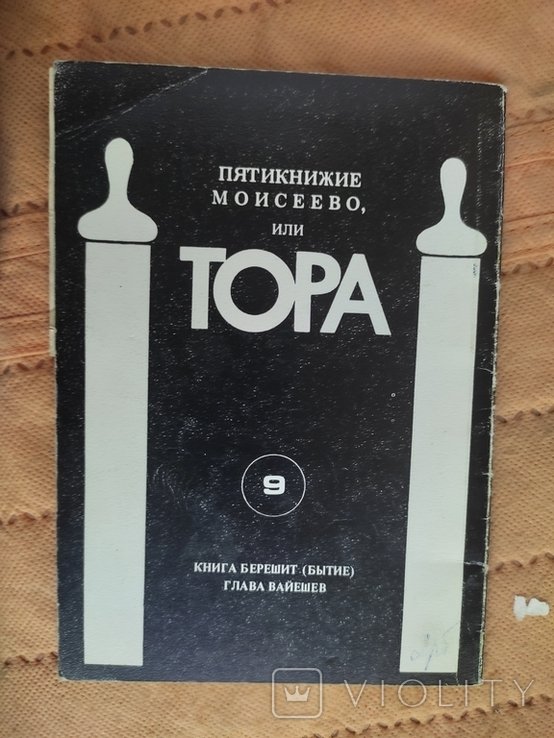 ПЯТИКНИЖИЕ
МОИСЕЕВО,
ИЛИ
ТОРА
9
КНИГА БЕРЕШИТ (БЫТИЕ)
ГЛАВА ВАЙЕШЕВ
VIOLITY